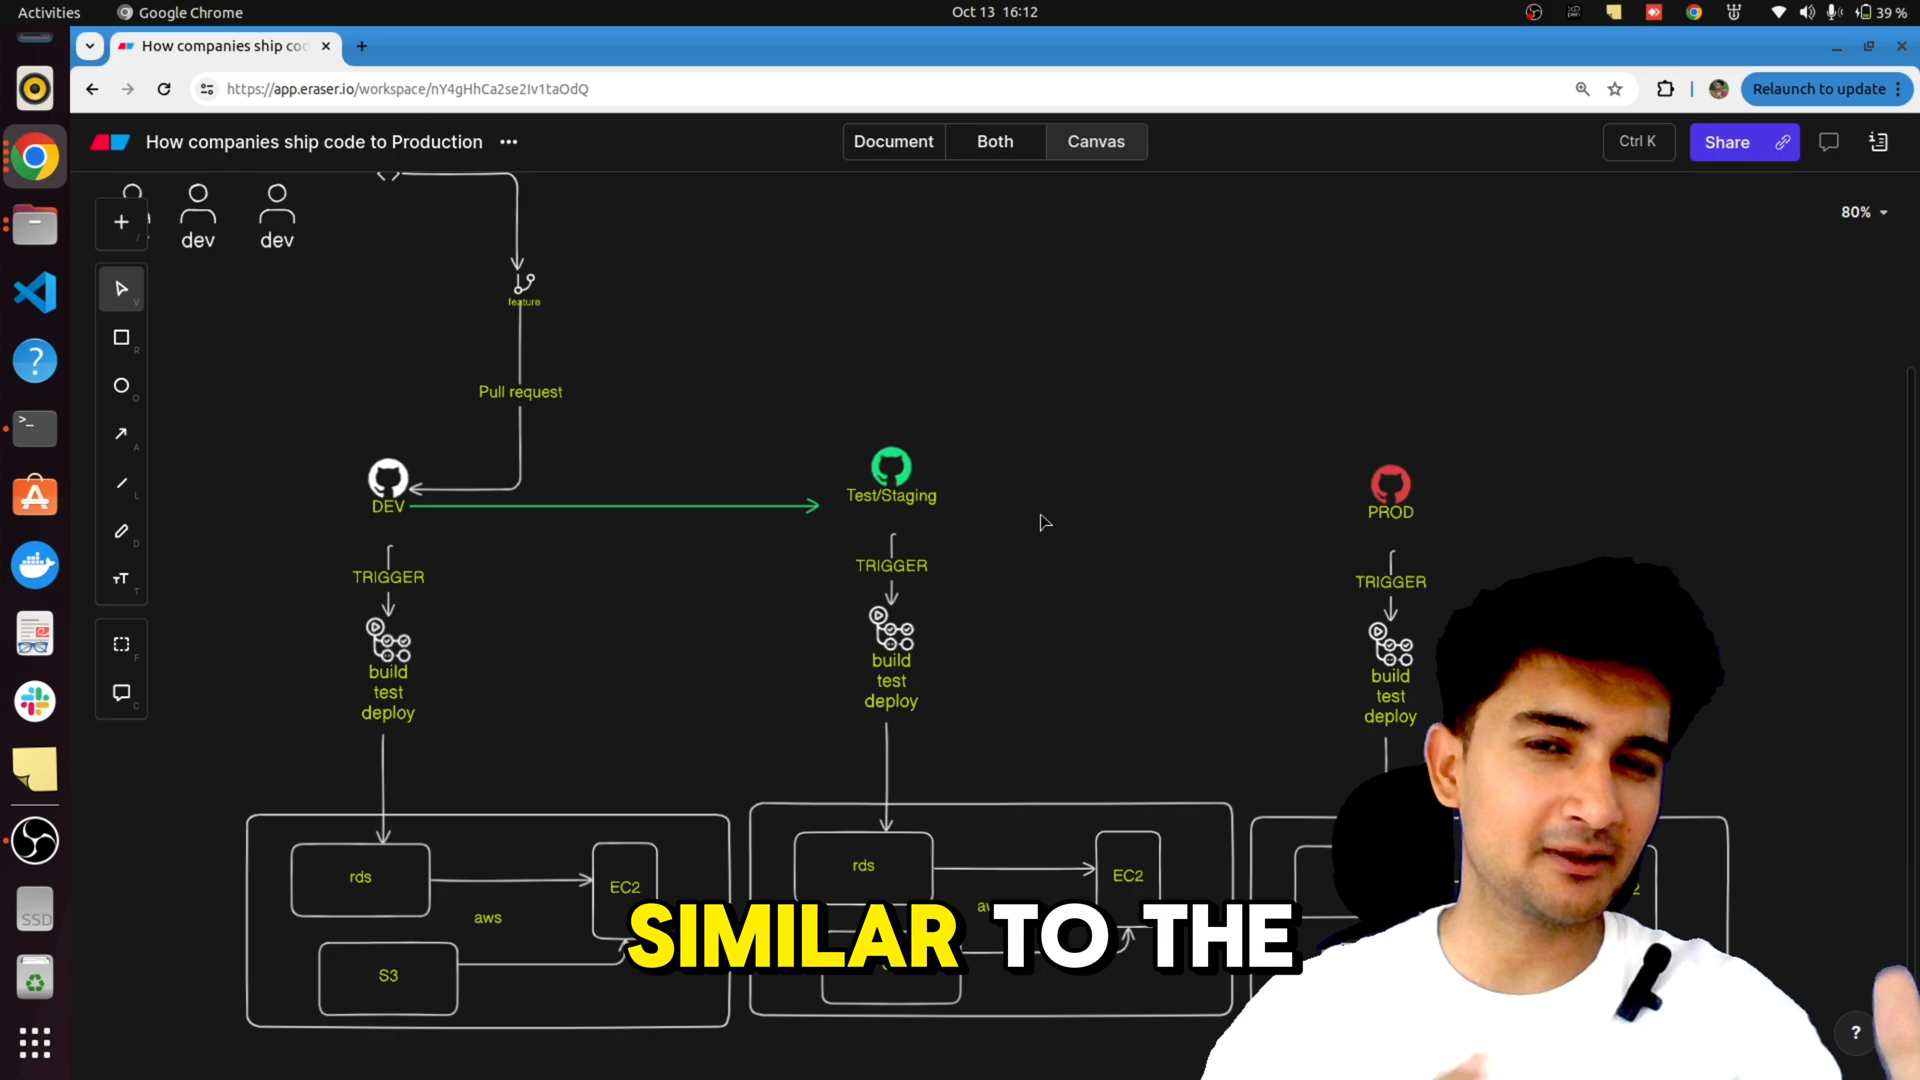 Activities
Google Chrome
Oct 13 16:12
39 %
How companies ship co
https://app.eraser.io/workspace/nY4gHhCa2se2Iv1taOdQ
Relaunch to update
How companies ship code to Production
Document
Both
Canvas
Ctrl K
Share
80%
dev
dev
feature
Pull request
DEV
Test/Staging
PROD
TRIGGER
TRIGGER
TRIGGER
build
test
deploy
build
test
deploy
build
test
deploy
rds
EC2
aws
S3
rds
EC2
SIMILAR TO THE
SSD
?